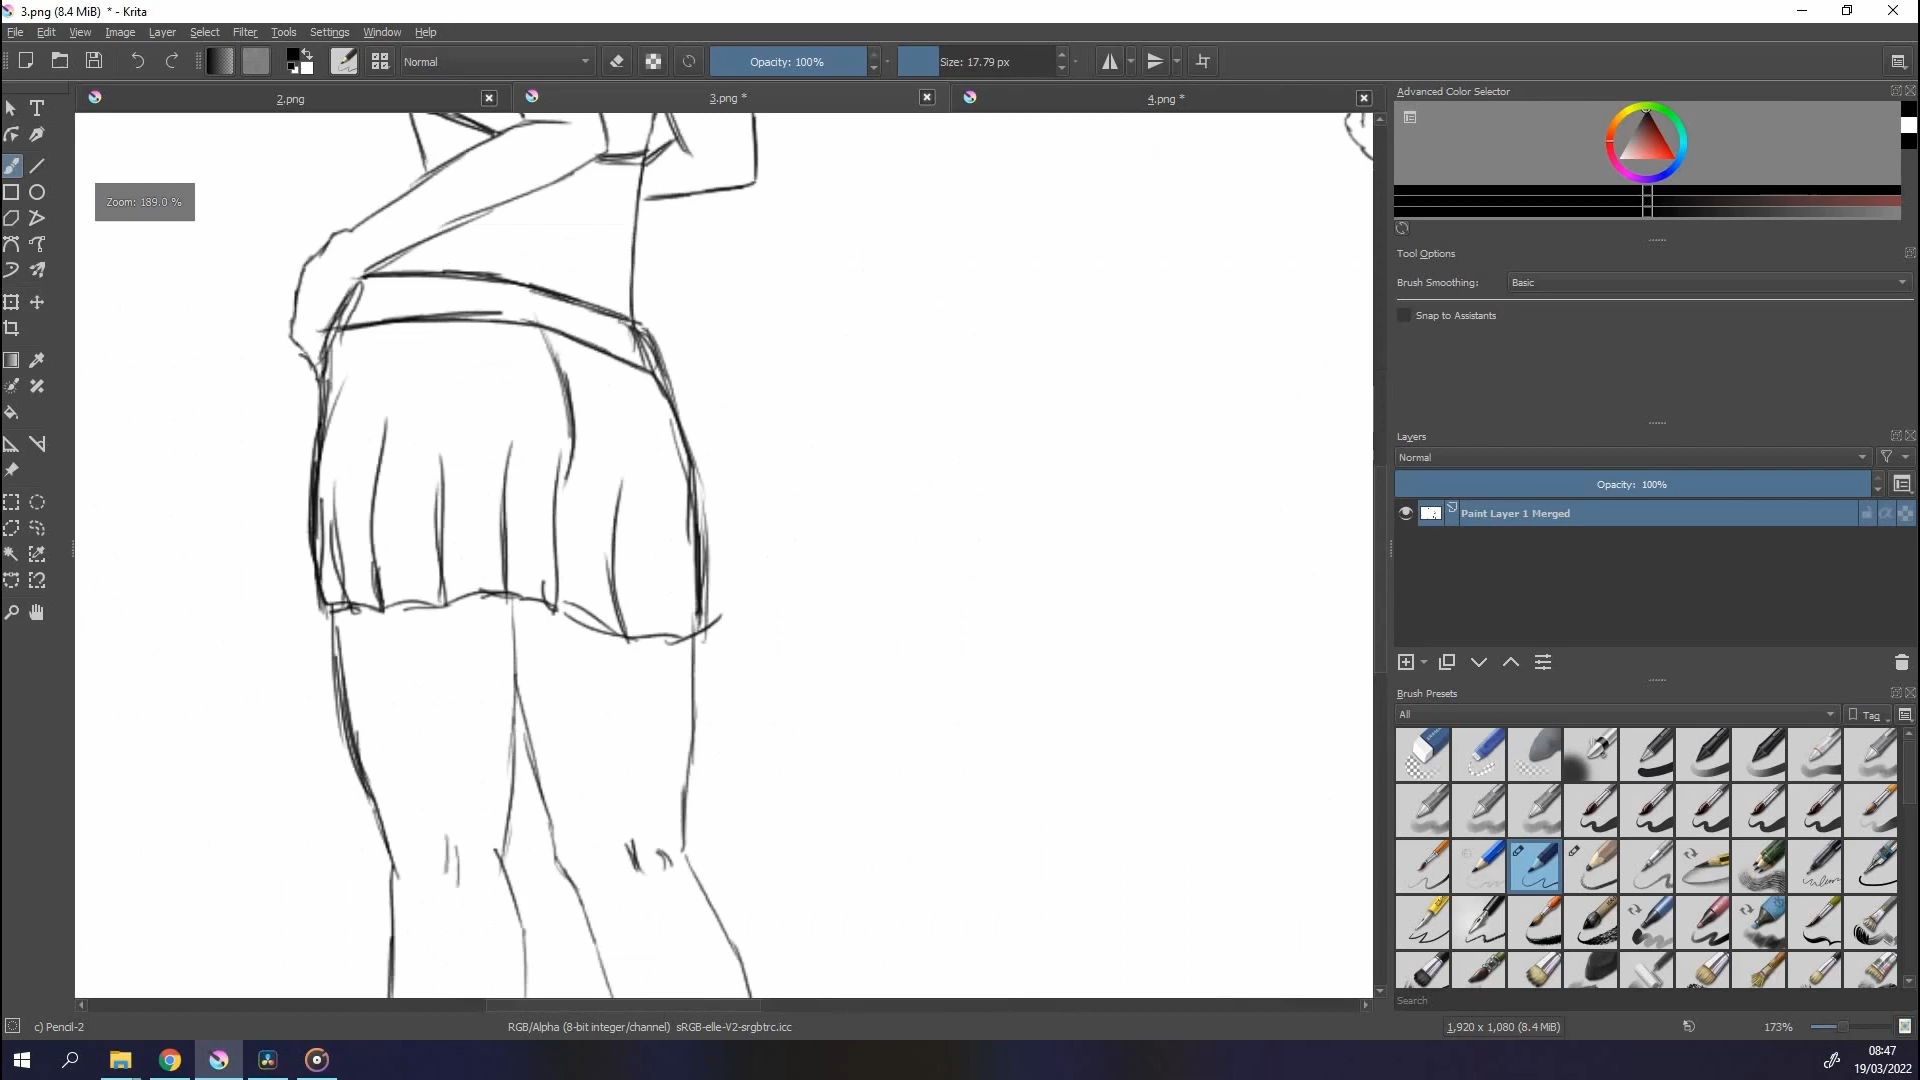 3.png (8.4 MiB) * - Krita
File Edit View Image Layer Select Filter Tools Settings Window Help
Normal Opacity: 100% Size: 17.79 px
2.png 3.png * 4.png *
Advanced Color Selector
Zoom: 189.0 %
Tool Options
Brush Smoothing: Basic
Snap to Assistants
Layers
Normal
Opacity: 100%
Paint Layer 1 Merged
Brush Presets
All Tag
Search
c) Pencil-2 RGB/Alpha (8-bit integer/channel) sRGB-elle-V2-srgbtrc.icc 1,920 x 1,080 (8.4 MiB) 173%
08:47
19/03/2022